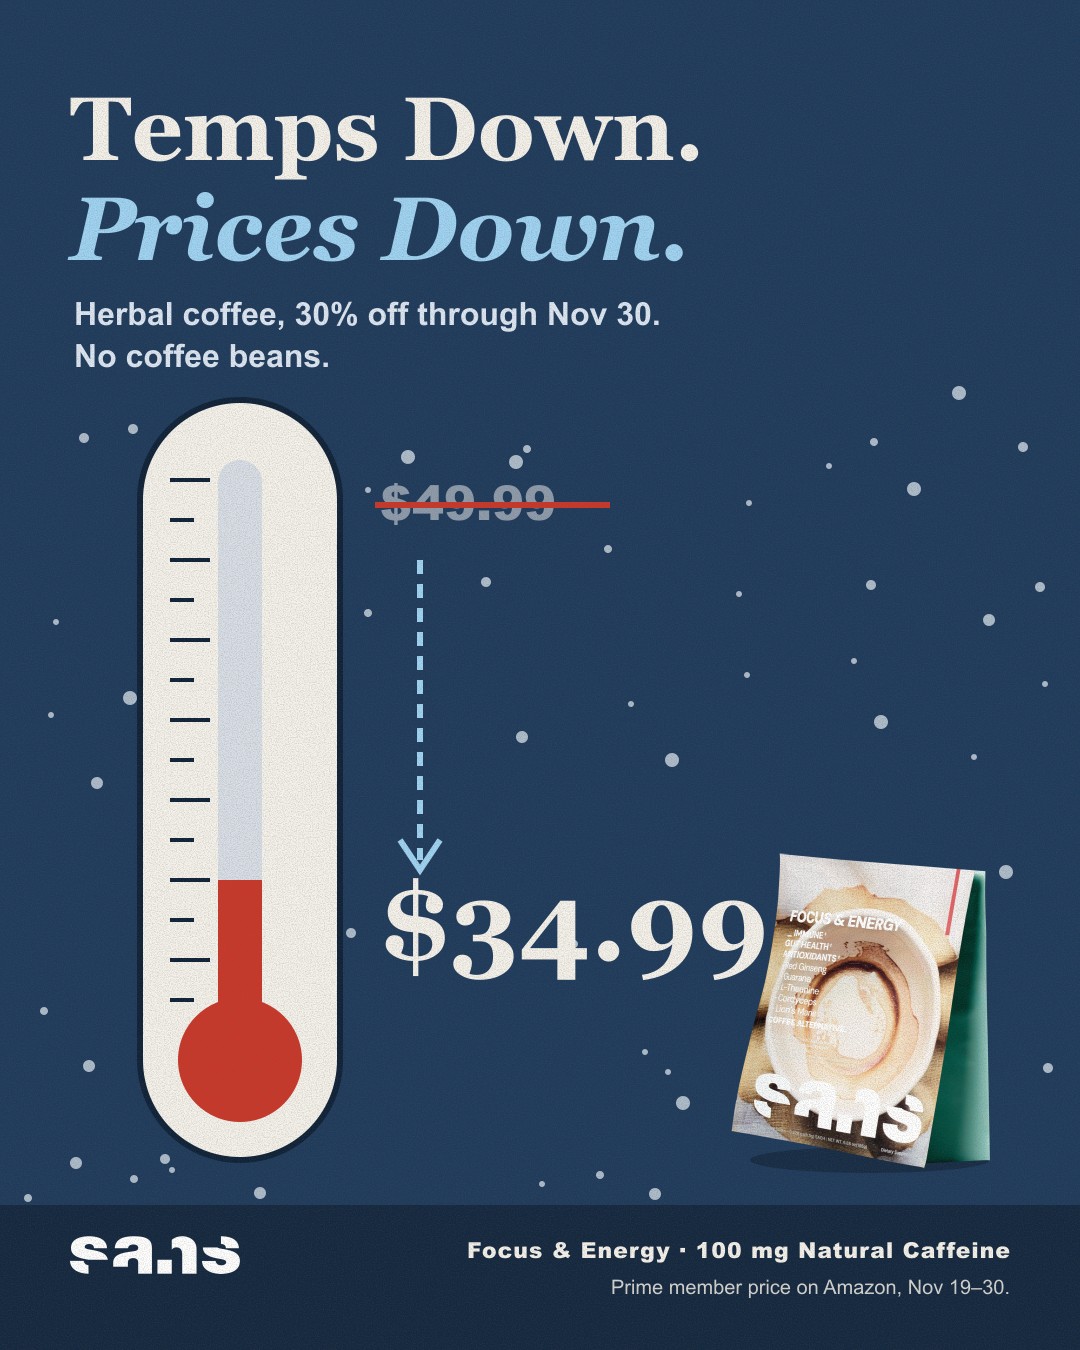 Temps Down.
Prices Down.
Herbal coffee, 30% off through Nov 30.
No coffee beans.
$49.99
$34.99
FOCUS & ENERGY
IMMUNE
GUT HEALTH
ANTIOXIDANTS
Red Ginseng
Guarana
L-Theanine
Cordyceps
Lion's Mane
COFFEE ALTERNATIVE
sans
sans
Focus & Energy · 100 mg Natural Caffeine
Prime member price on Amazon, Nov 19–30.